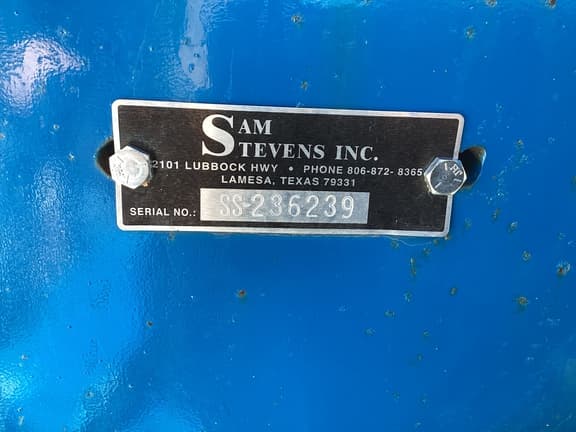 SAM
STEVENS INC.
2101 LUBBOCK HWY • PHONE 806-872-8365
LAMESA, TEXAS 79331
SERIAL NO.: SS-236239